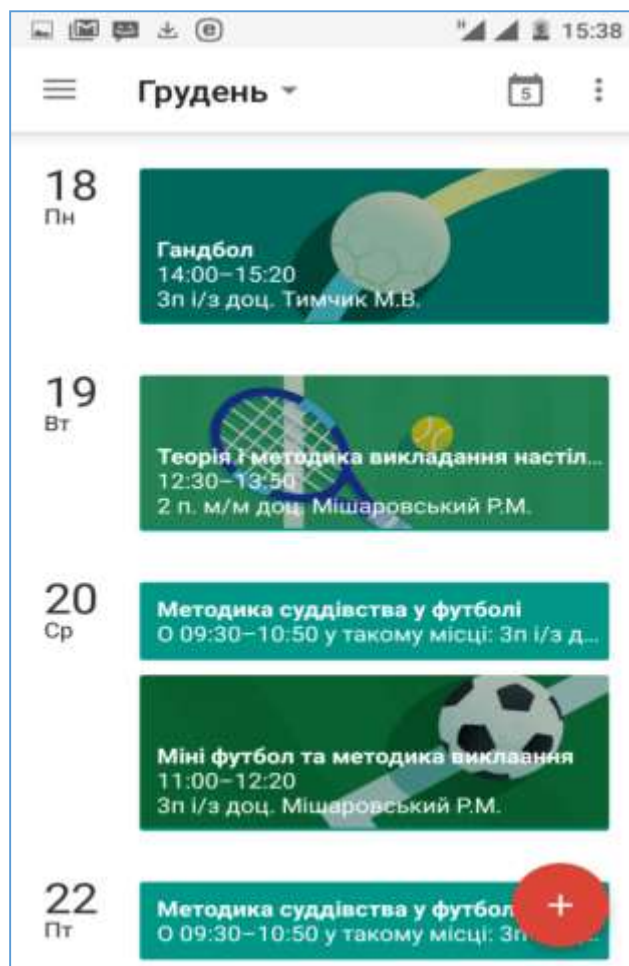 15:38
Грудень
5
18
Пн
Гандбол
14:00–15:20
3п і/з доц. Тимчик М.В.
19
Вт
Теорія і методика викладання настіл...
12:30–13:50
2 п. м/м доц. Мішаровський Р.М.
20
Ср
Методика суддівства у футболі
О 09:30–10:50 у такому місці: 3п і/з д...
Міні футбол та методика виклаання
11:00–12:20
3п і/з доц. Мішаровський Р.М.
22
Пт
Методика суддівства у футбол
О 09:30–10:50 у такому місці: 3п